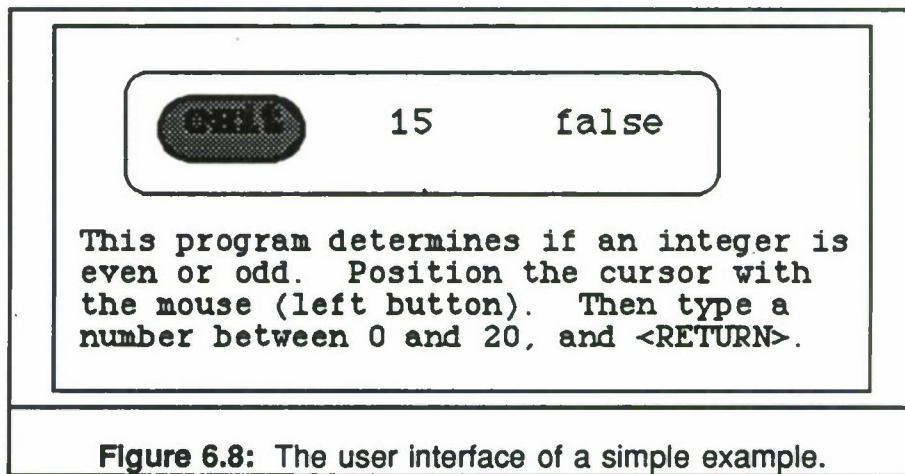 exit 15 false
This program determines if an integer is
even or odd. Position the cursor with
the mouse (left button). Then type a
number between 0 and 20, and <RETURN>.
Figure 6.8: The user interface of a simple example.